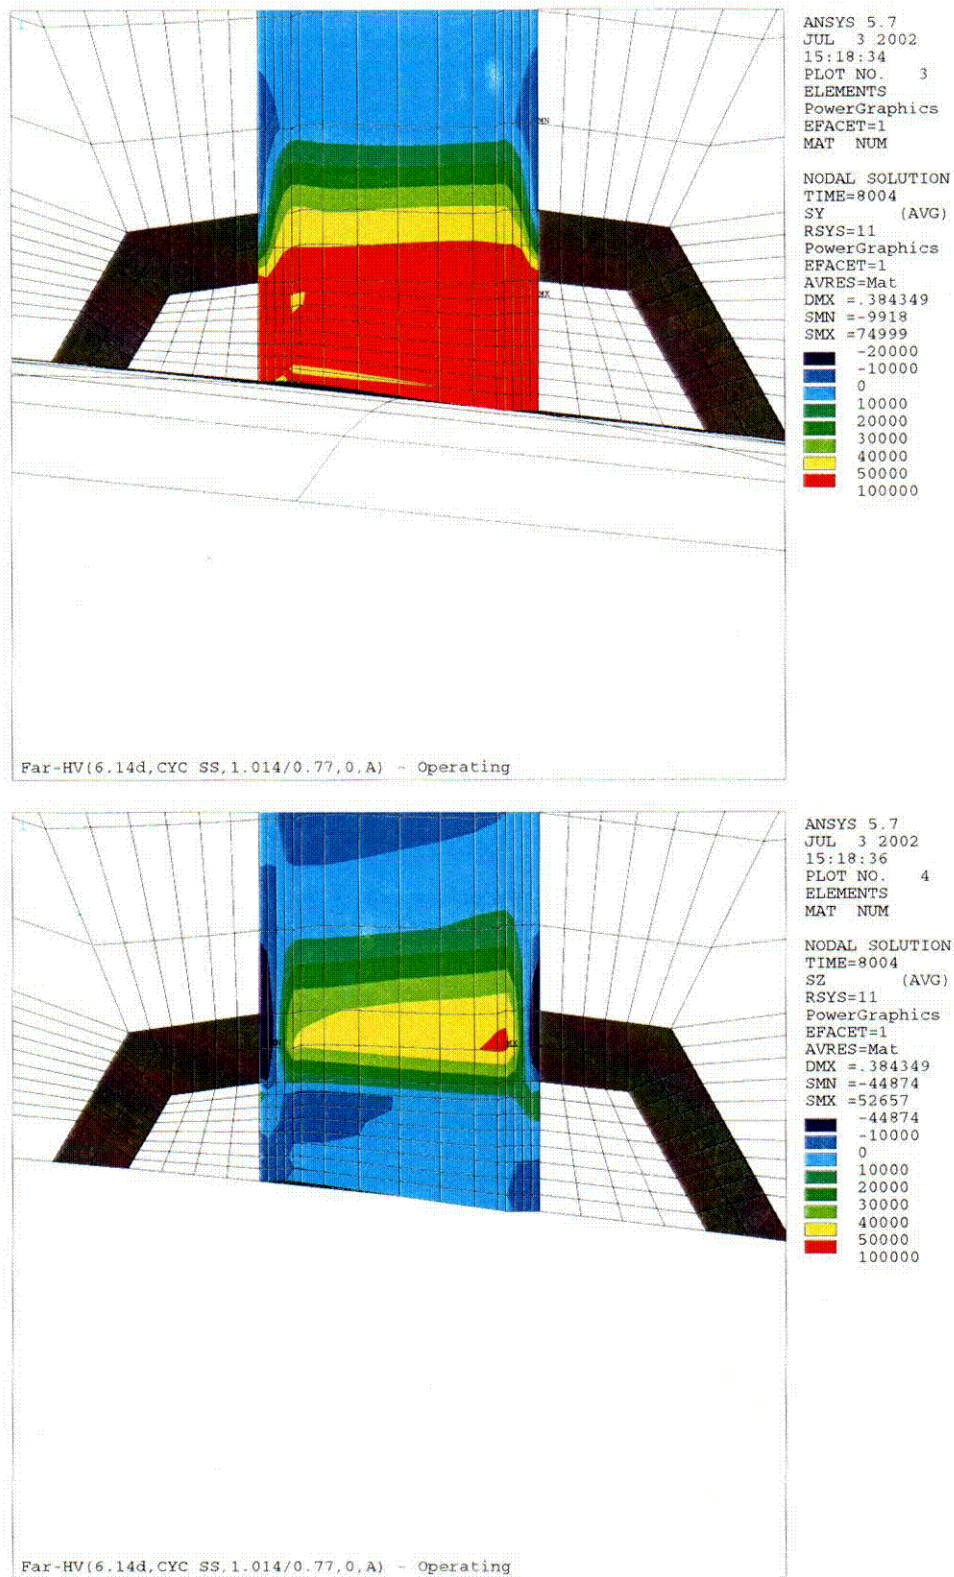 1
ANSYS 5.7
JUL 3 2002
15:18:34
PLOT NO. 3
ELEMENTS
PowerGraphics
EFACET=1
MAT NUM
NODAL SOLUTION
TIME=8004
SY (AVG)
RSYS=11
PowerGraphics
EFACET=1
AVRES=Mat
DMX =.384349
SMN =-9918
SMX =74999
-20000
-10000
0
10000
20000
30000
40000
50000
100000
MN
MX
Far-HV(6.14d,CYC SS,1.014/0.77,0,A) - Operating
1
ANSYS 5.7
JUL 3 2002
15:18:36
PLOT NO. 4
ELEMENTS
MAT NUM
NODAL SOLUTION
TIME=8004
SZ (AVG)
RSYS=11
PowerGraphics
EFACET=1
AVRES=Mat
DMX =.384349
SMN =-44874
SMX =52657
-44874
-10000
0
10000
20000
30000
40000
50000
100000
MX
Far-HV(6.14d,CYC SS,1.014/0.77,0,A) - Operating